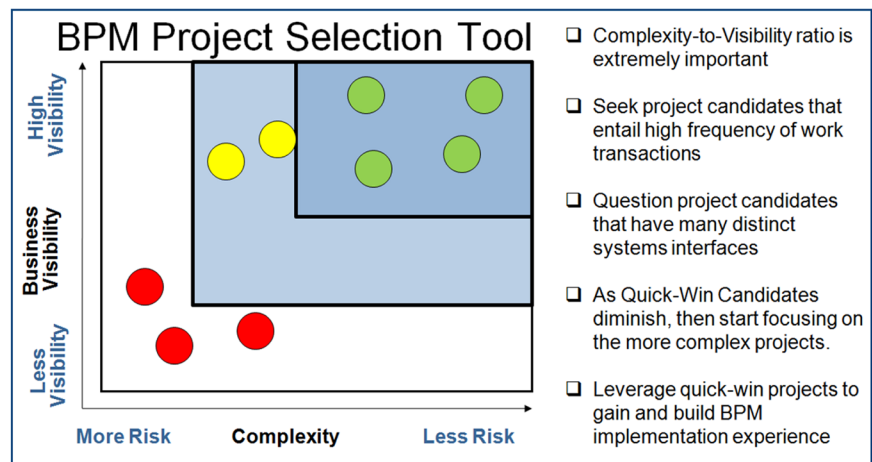 BPM Project Selection Tool
High
Visibility
Business
Visibility
Less
Visibility
More Risk
Complexity
Less Risk
Complexity-to-Visibility ratio is
extremely important
Seek project candidates that
entail high frequency of work
transactions
Question project candidates
that have many distinct
systems interfaces
As Quick-Win Candidates
diminish, then start focusing on
the more complex projects.
Leverage quick-win projects to
gain and build BPM
implementation experience